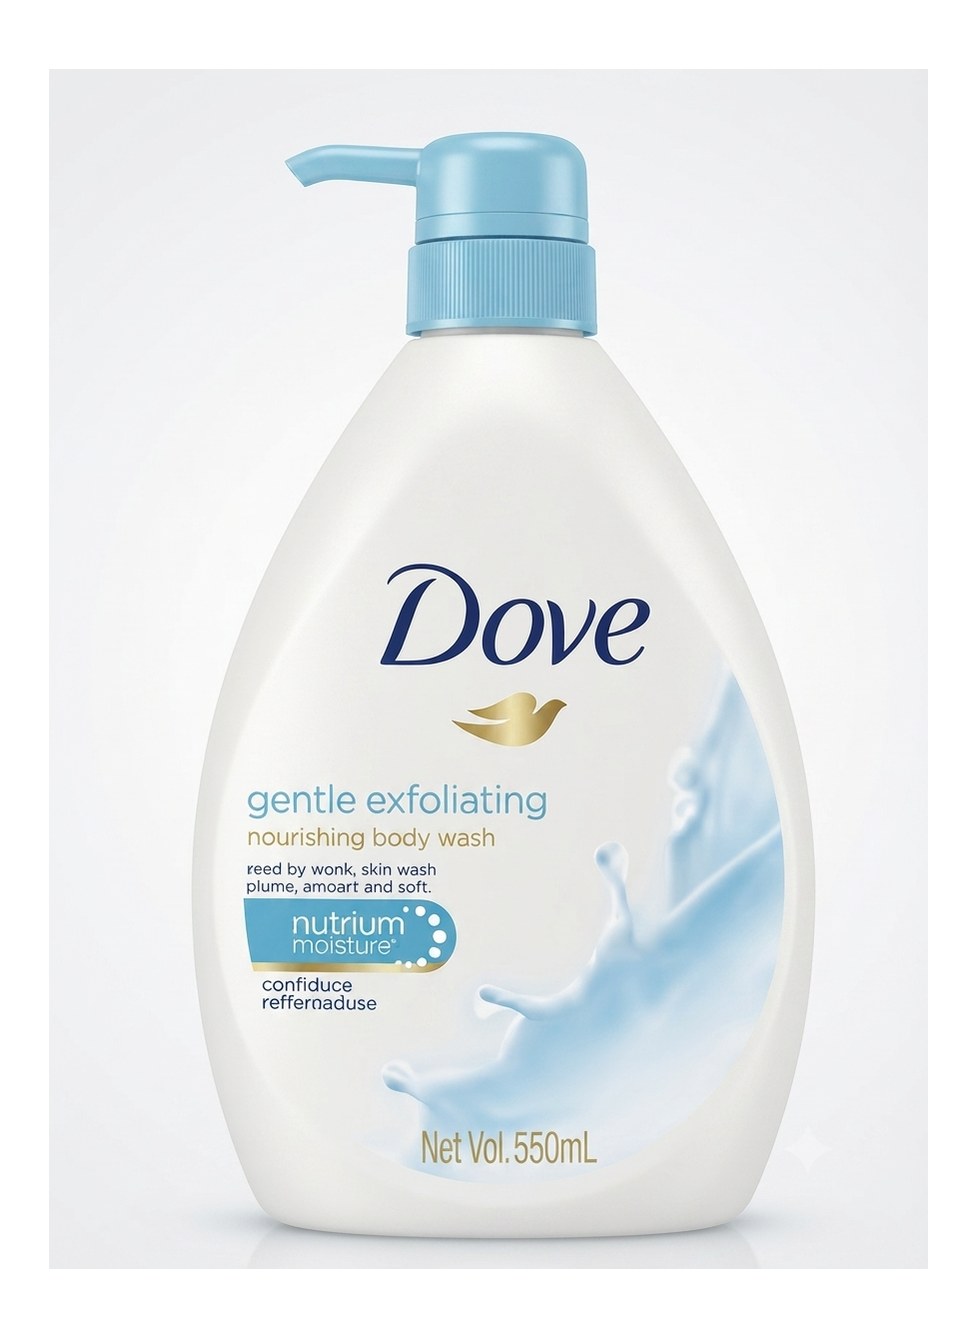 Dove
gentle exfoliating
nourishing body wash
reed by wonk, skin wash
plume, amoart and soft.
nutrium
moisture®
confiduce
reffernaduse
Net Vol. 550mL